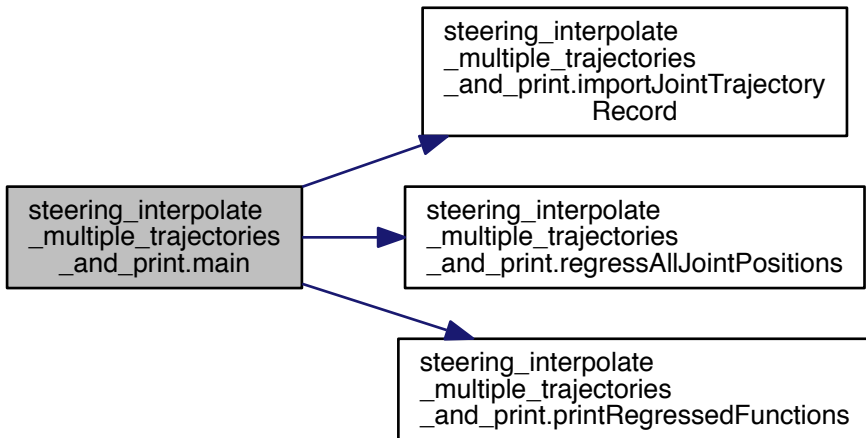 steering_interpolate
_multiple_trajectories
_and_print.importJointTrajectory
Record
steering_interpolate
_multiple_trajectories
_and_print.main
steering_interpolate
_multiple_trajectories
_and_print.regressAllJointPositions
steering_interpolate
_multiple_trajectories
_and_print.printRegressedFunctions